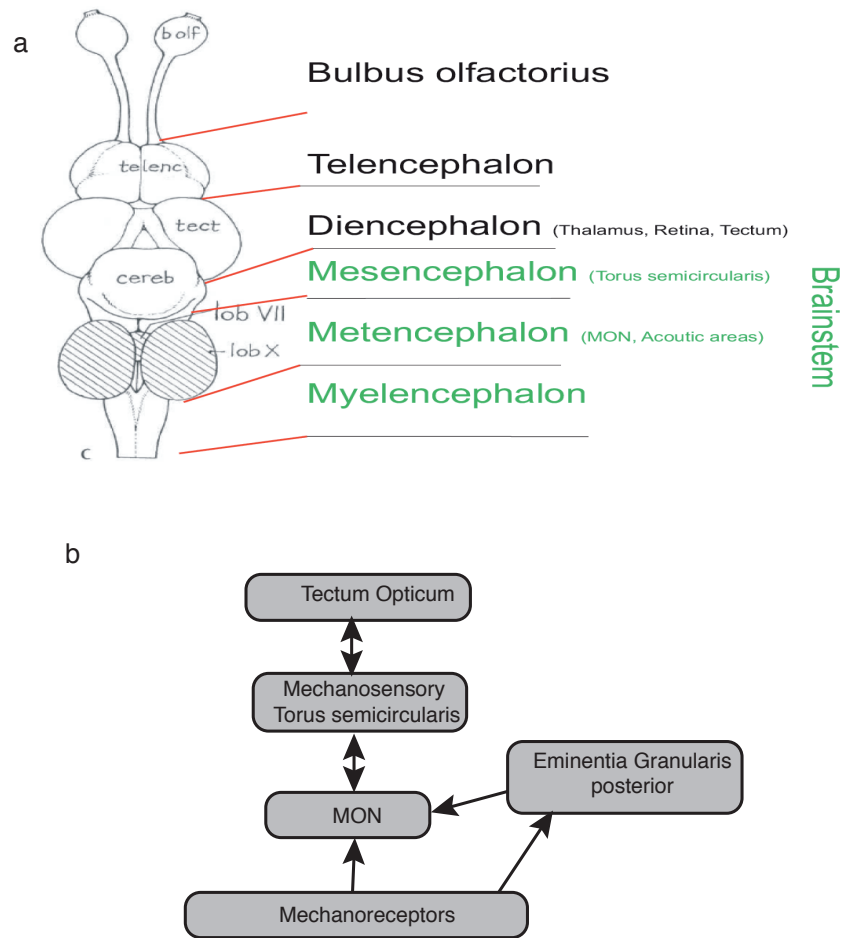 a
b olf
Bulbus olfactorius
telenc
Telencephalon
tect
Diencephalon (Thalamus, Retina, Tectum)
cereb
Mesencephalon (Torus semicircularis)
lob VII
Metencephalon (MON, Acoutic areas)
lob X
Myelencephalon
Brainstem
c
b
Tectum Opticum
Mechanosensory
Torus semicircularis
Eminentia Granularis
posterior
MON
Mechanoreceptors